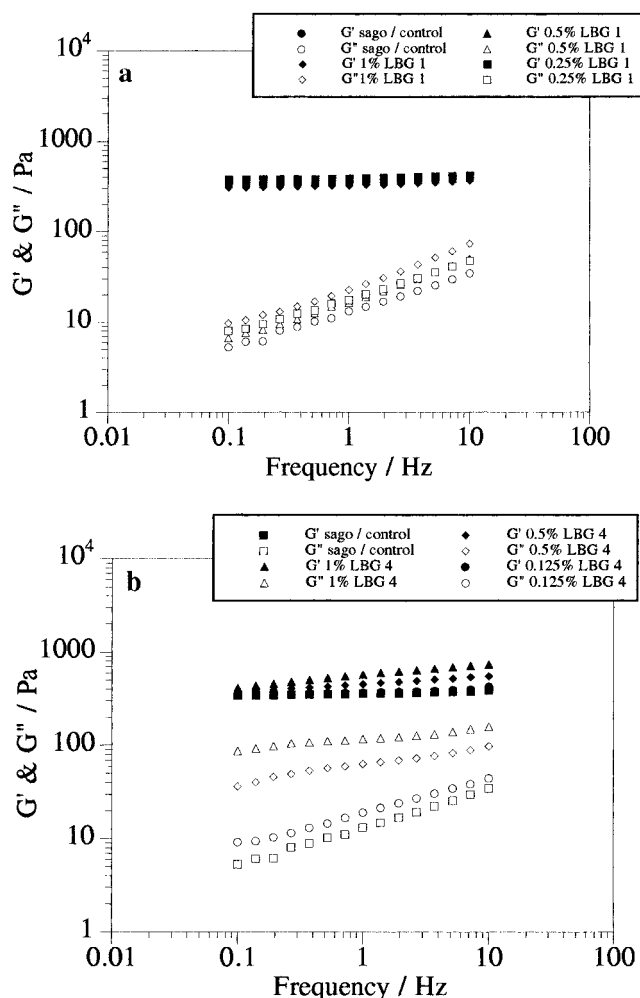 G' sago / control G' 0.5% LBG 1
G" sago / control G" 0.5% LBG 1
G' 1% LBG 1 G' 0.25% LBG 1
G"1% LBG 1 G" 0.25% LBG 1
a
10⁴
1000
100
10
1
G' & G" / Pa
0.01 0.1 1 10 100
Frequency / Hz
G' sago / control G' 0.5% LBG 4
G" sago / control G" 0.5% LBG 4
G' 1% LBG 4 G' 0.125% LBG 4
G" 1% LBG 4 G" 0.125% LBG 4
b
10⁴
1000
100
10
1
G' & G" / Pa
0.01 0.1 1 10 100
Frequency / Hz